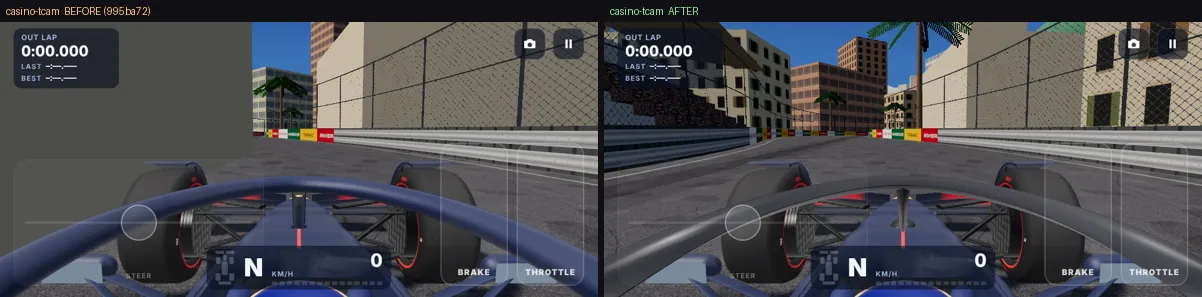 casino-tcam BEFORE (995ba72)
OUT LAP
0:00.000
LAST –:––.–––
BEST –:––.–––
STEER
N
KM/H
0
BRAKE
THROTTLE
casino-tcam AFTER
OUT LAP
0:00.000
LAST –:––.–––
BEST –:––.–––
STEER
N
KM/H
0
BRAKE
THROTTLE